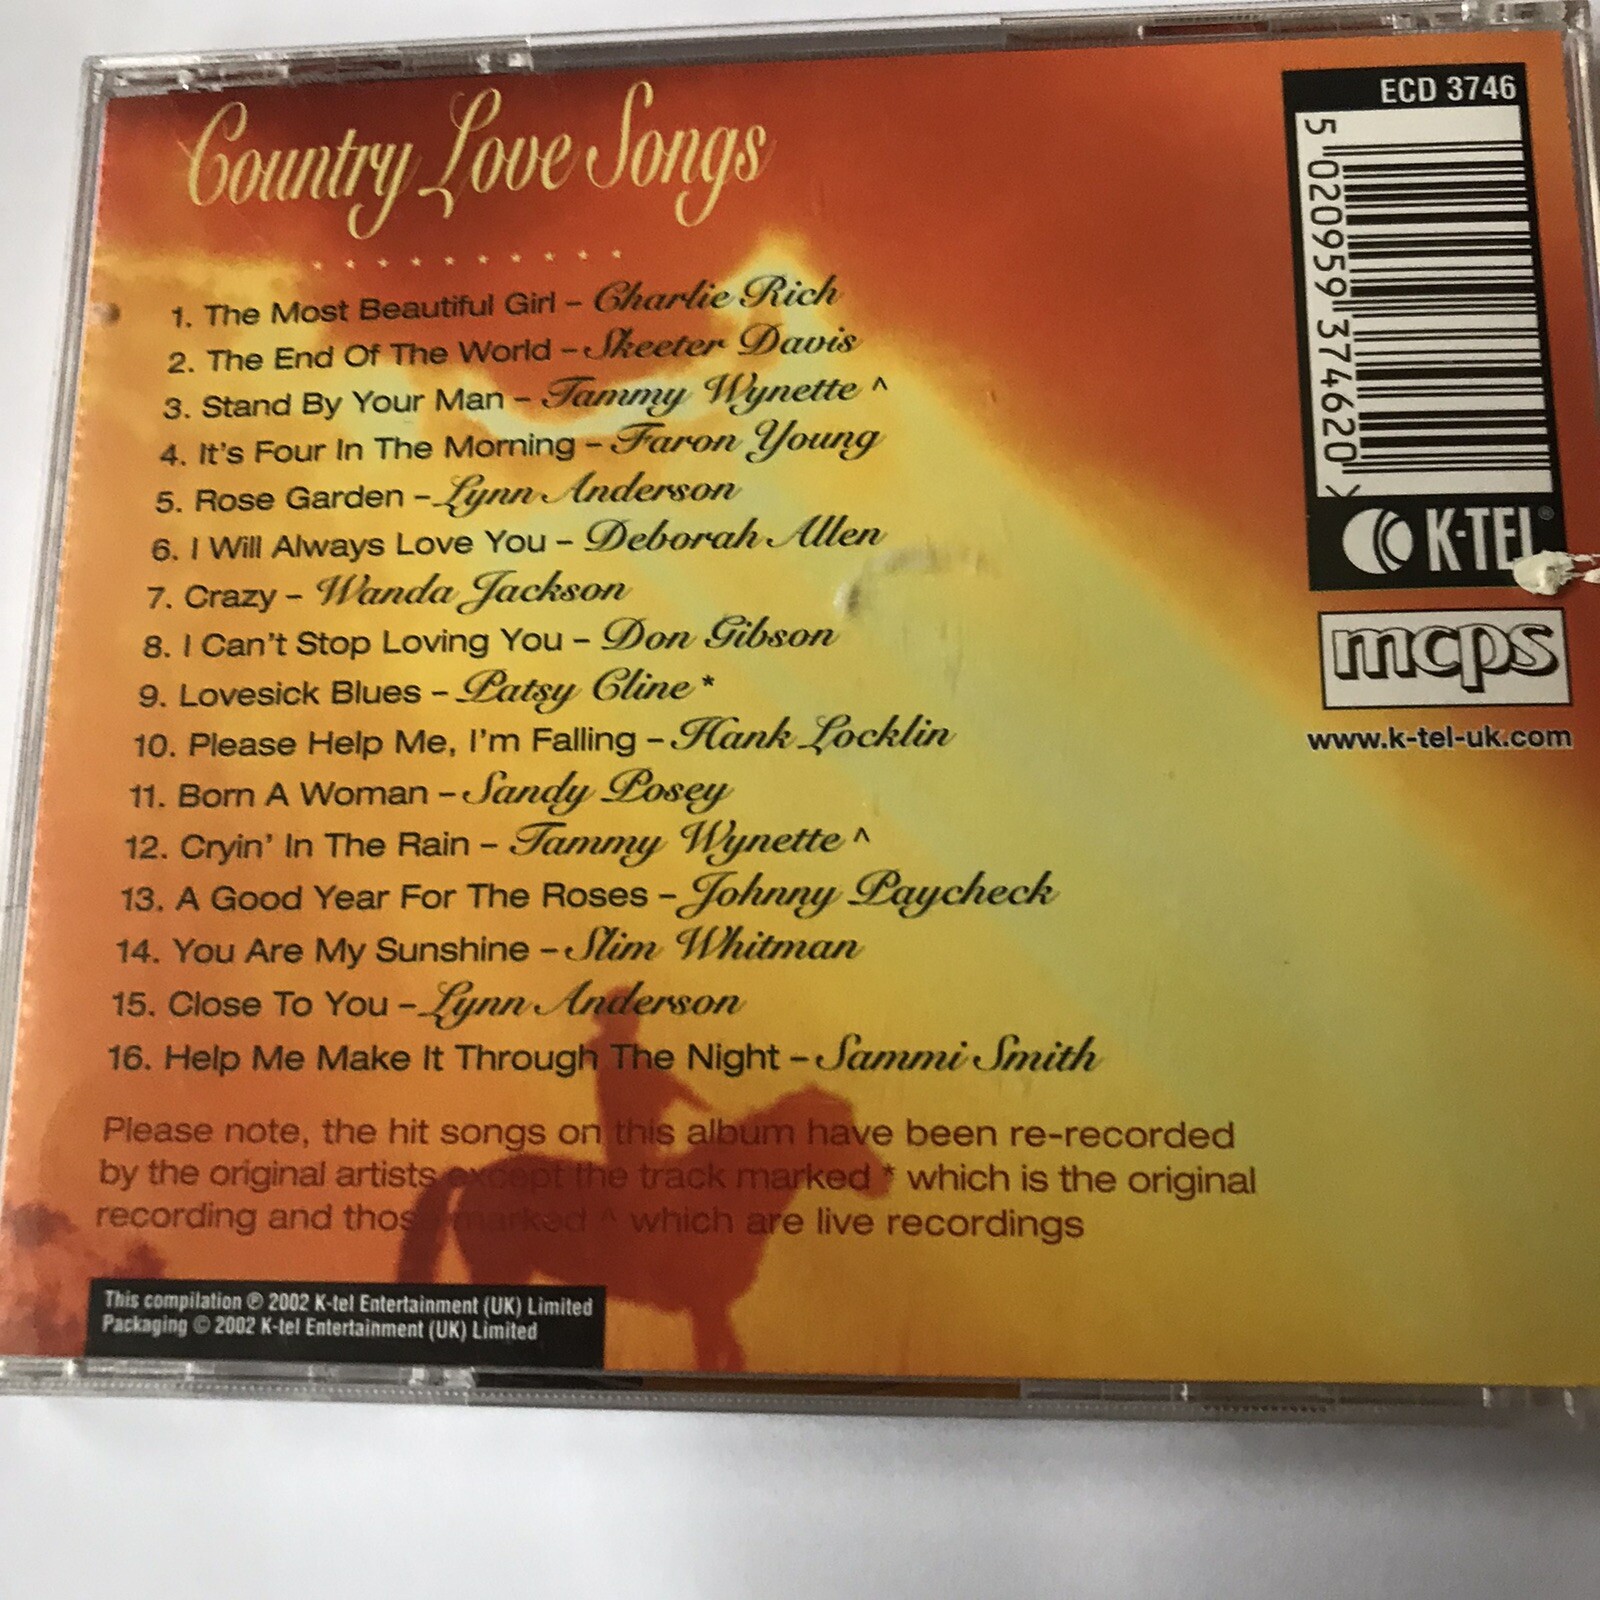 Country Love Songs
1. The Most Beautiful Girl – Charlie Rich
2. The End Of The World – Skeeter Davis
3. Stand By Your Man – Tammy Wynette ^
4. It's Four In The Morning – Faron Young
5. Rose Garden – Lynn Anderson
6. I Will Always Love You – Deborah Allen
7. Crazy – Wanda Jackson
8. I Can't Stop Loving You – Don Gibson
9. Lovesick Blues – Patsy Cline *
10. Please Help Me, I'm Falling – Hank Locklin
11. Born A Woman – Sandy Posey
12. Cryin' In The Rain – Tammy Wynette ^
13. A Good Year For The Roses – Johnny Paycheck
14. You Are My Sunshine – Slim Whitman
15. Close To You – Lynn Anderson
16. Help Me Make It Through The Night – Sammi Smith
Please note, the hit songs on this album have been re-recorded
by the original artists except the track marked * which is the original
recording and those marked ^ which are live recordings
This compilation ℗ 2002 K-tel Entertainment (UK) Limited
Packaging © 2002 K-tel Entertainment (UK) Limited
ECD 3746
5 020959 374620 >
K-TEL®
mcps
www.k-tel-uk.com